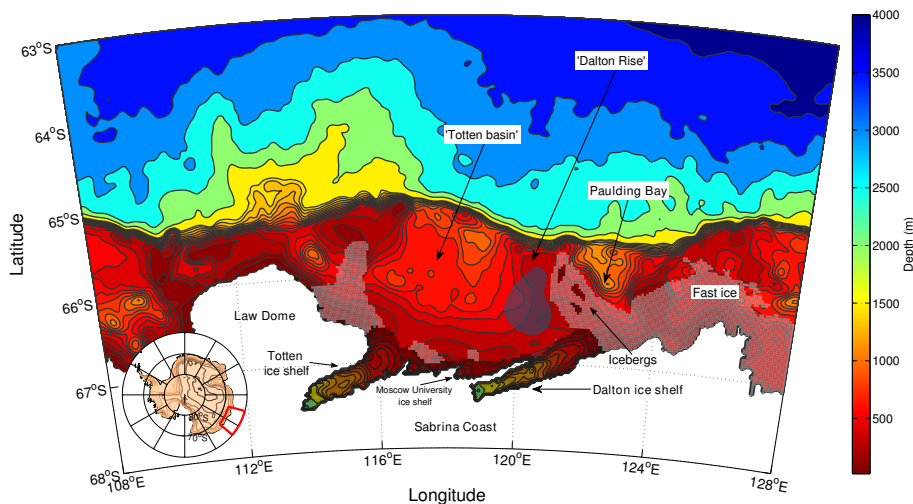 63°S
64°S
65°S
66°S
67°S
68°S
Latitude
'Dalton Rise'
'Totten basin'
Paulding Bay
Fast ice
Law Dome
Totten
ice shelf
Moscow University
ice shelf
Icebergs
Dalton ice shelf
Sabrina Coast
70°S
108°E
112°E
116°E
120°E
124°E
128°E
Longitude
4000
3500
3000
2500
2000
1500
1000
500
Depth (m)